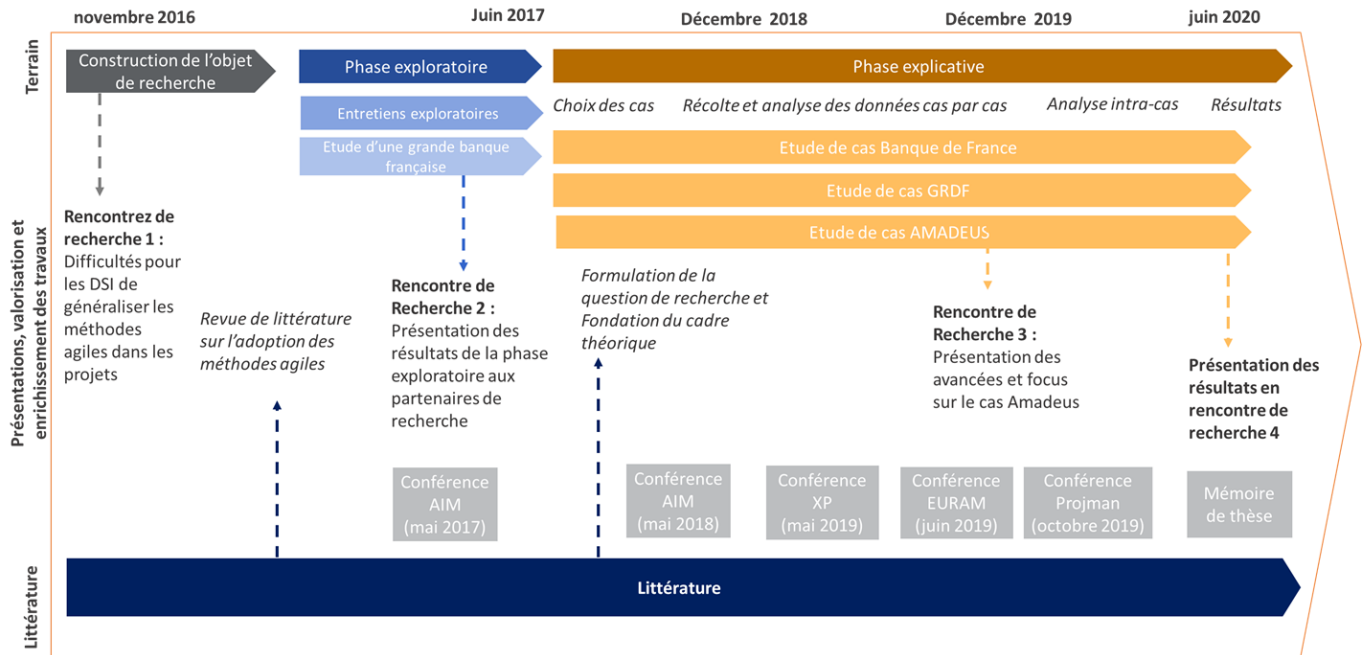 novembre 2016
Juin 2017
Décembre 2018
Décembre 2019
juin 2020
Terrain
Construction de l'objet
de recherche
Phase exploratoire
Phase explicative
Entretiens exploratoires
Choix des cas
Récolte et analyse des données cas par cas
Analyse intra-cas
Résultats
Etude d'une grande banque
française
Etude de cas Banque de France
Etude de cas GRDF
Etude de cas AMADEUS
Présentations, valorisation et
enrichissement des travaux
Rencontrez de
recherche 1 :
Difficultés pour
les DSI de
généraliser les
méthodes
agiles dans les
projets
Revue de littérature
sur l'adoption des
méthodes agiles
Rencontre de
Recherche 2 :
Présentation des
résultats de la phase
exploratoire aux
partenaires de
recherche
Formulation de la
question de recherche et
Fondation du cadre
théorique
Rencontre de
Recherche 3 :
Présentation des
avancées et focus
sur le cas Amadeus
Présentation des
résultats en
rencontre de
recherche 4
Conférence
AIM
(mai 2017)
Conférence
AIM
(mai 2018)
Conférence
XP
(mai 2019)
Conférence
EURAM
(juin 2019)
Conférence
Projman
(octobre 2019)
Mémoire
de thèse
Littérature
Littérature